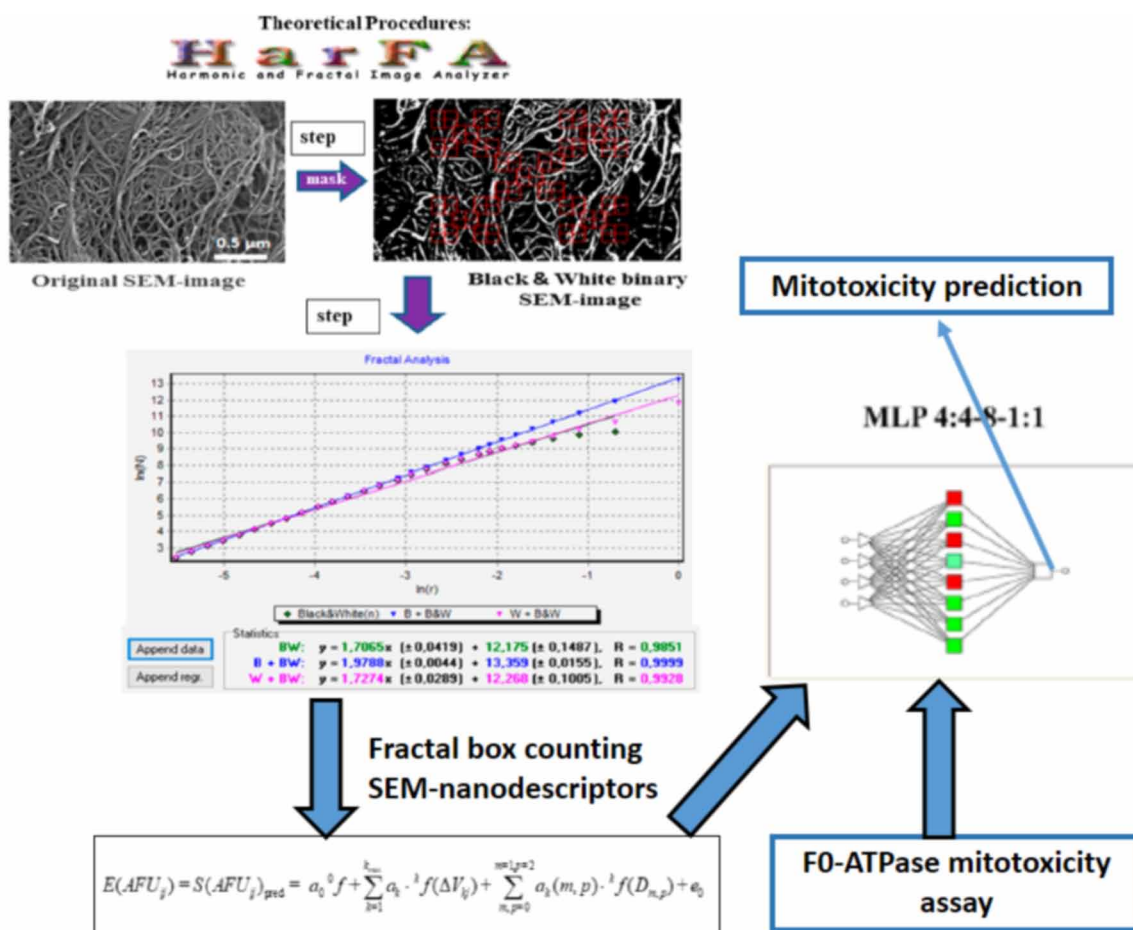 Theoretical Procedures:
HarFA
Harmonic and Fractal Image Analyzer
step
mask
0.5 µm
Original SEM-image
Black & White binary
SEM-image
step
Mitotoxicity prediction
MLP 4:4-8-1:1
Fractal Analysis
ln(N)
13
12
11
10
9
8
7
6
5
4
3
-5
-4
-3
-2
-1
0
ln(r)
Black&White(n) B + B&W W + B&W
Append data
Append regr.
Statistics
BW: y = 1,7065x (±0,0419) + 12,175 (± 0,1487), R = 0,9851
B + BW: y = 1,9788x (±0,0044) + 13,359 (± 0,0155), R = 0,9999
W + BW: y = 1,7274x (±0,0289) + 12,268 (± 0,1005), R = 0,9928
Fractal box counting
SEM-nanodescriptors
F0-ATPase mitotoxicity
assay